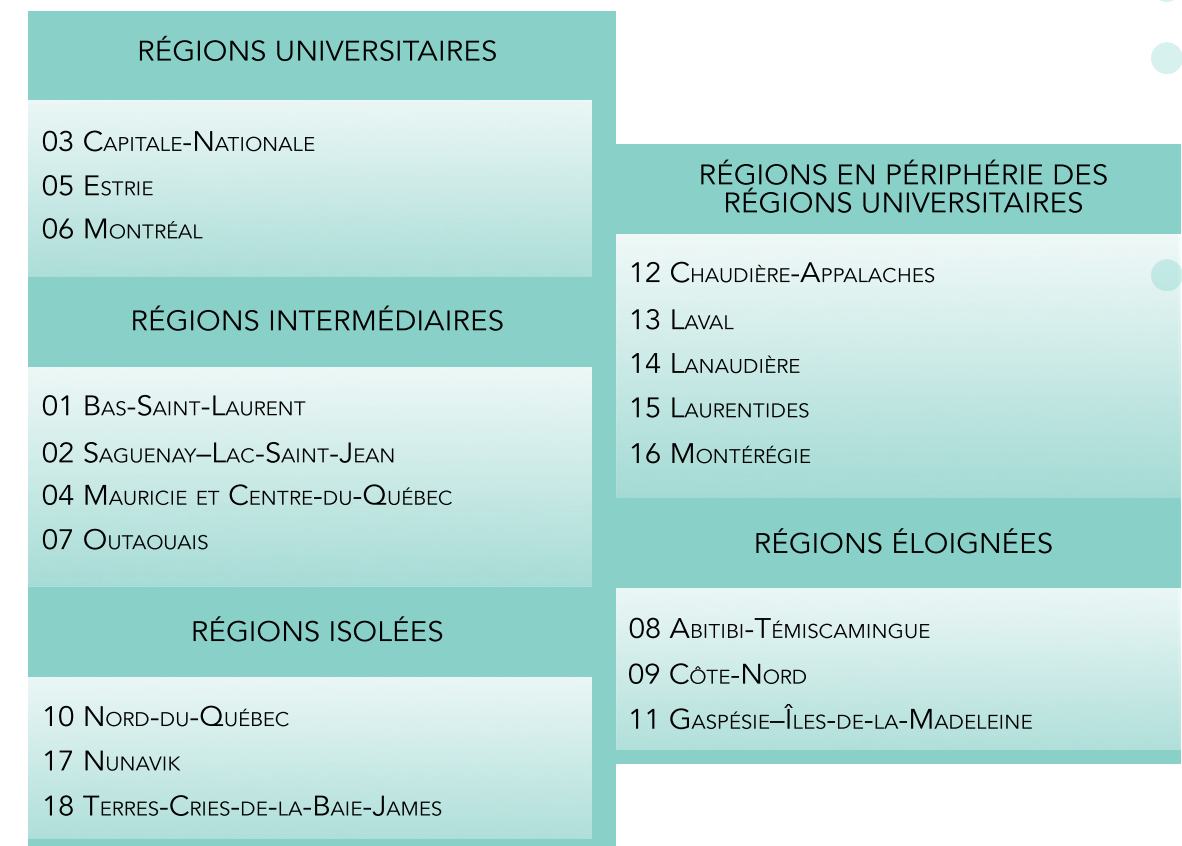 RÉGIONS UNIVERSITAIRES
03 Capitale-Nationale
05 Estrie
06 Montréal
RÉGIONS INTERMÉDIAIRES
01 Bas-Saint-Laurent
02 Saguenay–Lac-Saint-Jean
04 Mauricie et Centre-du-Québec
07 Outaouais
RÉGIONS ISOLÉES
10 Nord-du-Québec
17 Nunavik
18 Terres-Cries-de-la-Baie-James
RÉGIONS EN PÉRIPHÉRIE DES
RÉGIONS UNIVERSITAIRES
12 Chaudière-Appalaches
13 Laval
14 Lanaudière
15 Laurentides
16 Montérégie
RÉGIONS ÉLOIGNÉES
08 Abitibi-Témiscamingue
09 Côte-Nord
11 Gaspésie–Îles-de-la-Madeleine